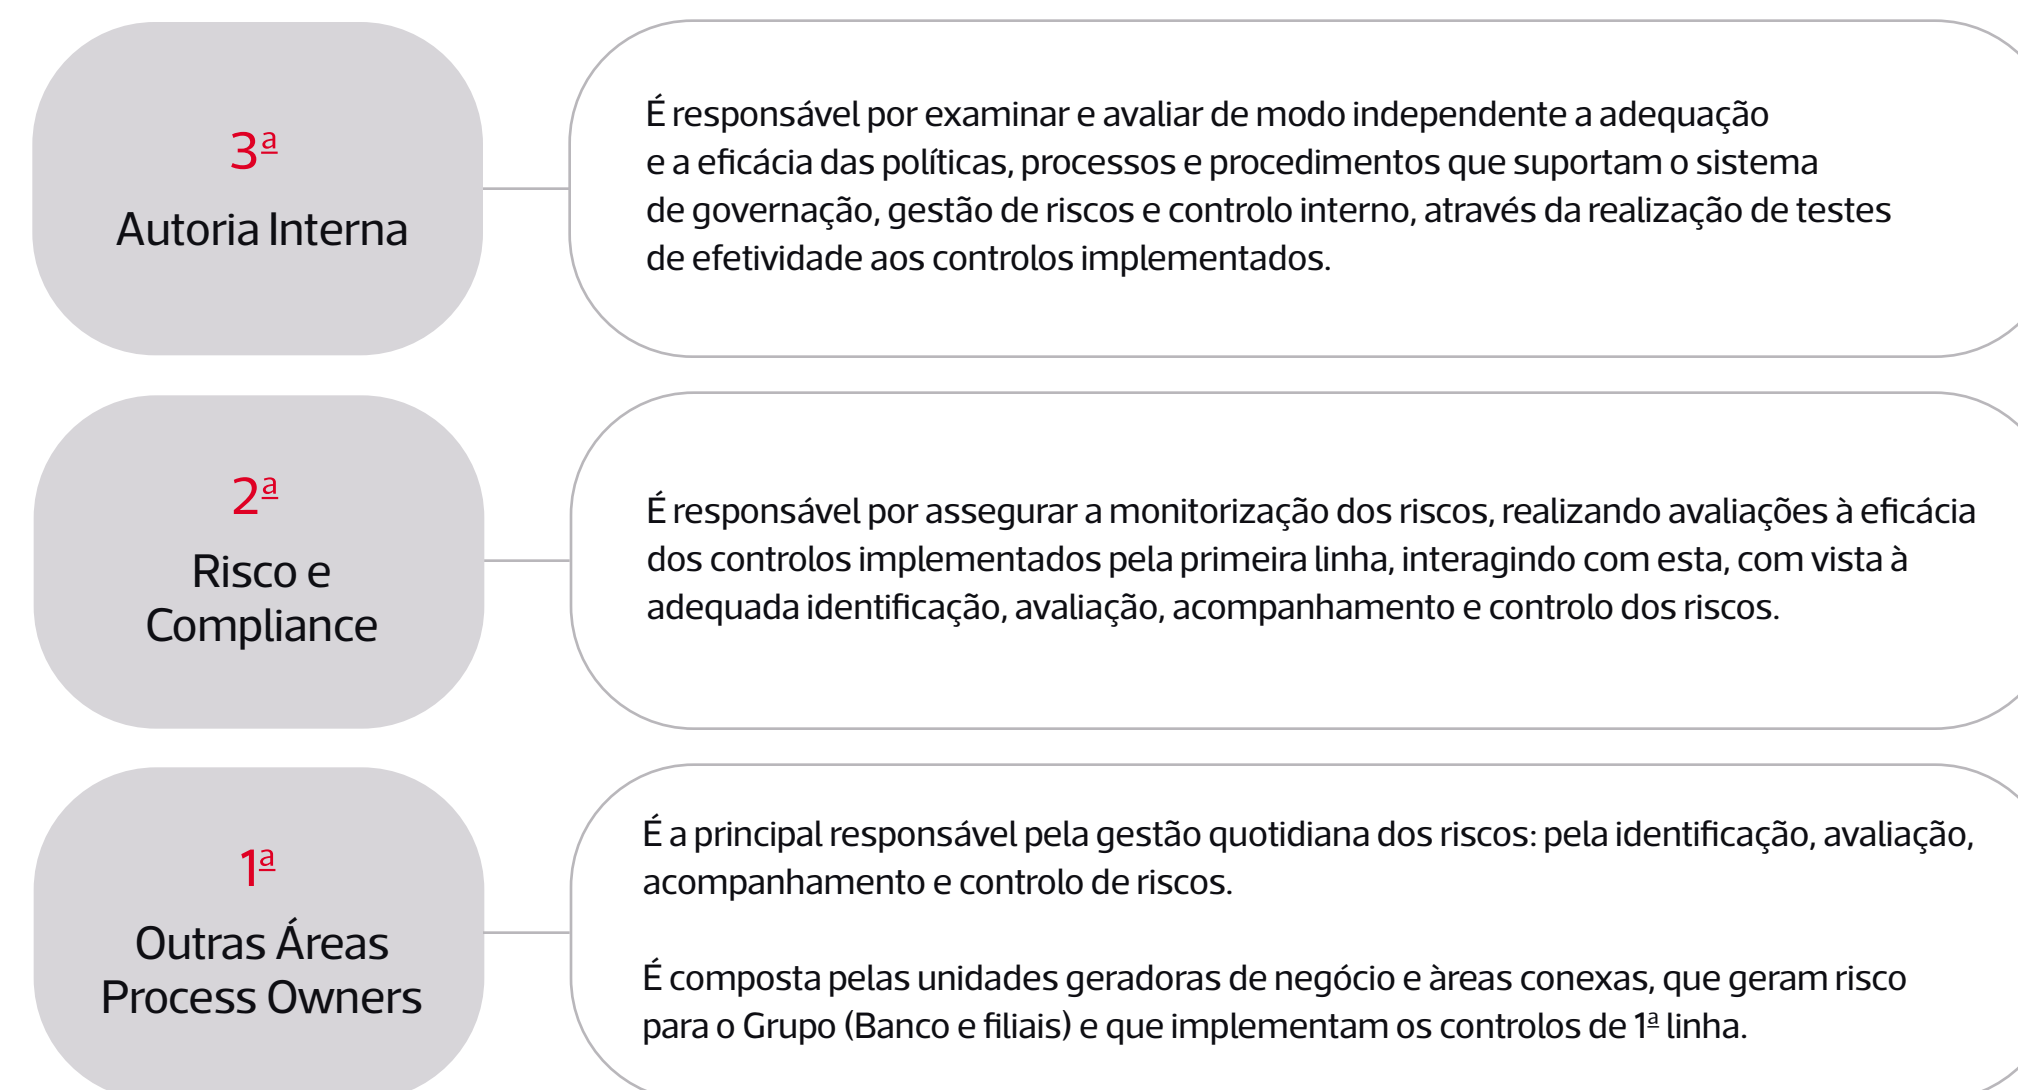 3ª
Autoria Interna
É responsável por examinar e avaliar de modo independente a adequação
e a eficácia das políticas, processos e procedimentos que suportam o sistema
de governação, gestão de riscos e controlo interno, através da realização de testes
de efetividade aos controlos implementados.
2ª
Risco e
Compliance
É responsável por assegurar a monitorização dos riscos, realizando avaliações à eficácia
dos controlos implementados pela primeira linha, interagindo com esta, com vista à
adequada identificação, avaliação, acompanhamento e controlo dos riscos.
1ª
Outras Áreas
Process Owners
É a principal responsável pela gestão quotidiana dos riscos: pela identificação, avaliação,
acompanhamento e controlo de riscos.
É composta pelas unidades geradoras de negócio e àreas conexas, que geram risco
para o Grupo (Banco e filiais) e que implementam os controlos de 1ª linha.